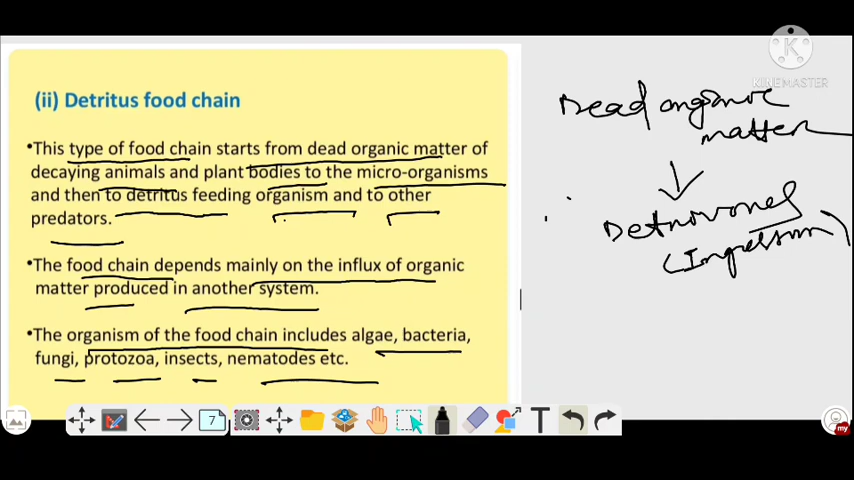 (ii) Detritus food chain
•This type of food chain starts from dead organic matter of
decaying animals and plant bodies to the micro-organisms
and then to detritus feeding organism and to other
predators.
•The food chain depends mainly on the influx of organic
matter produced in another system.
•The organism of the food chain includes algae, bacteria,
fungi, protozoa, insects, nematodes etc.
K
KINEMASTER
Dead organic
matter
Detrivores
(Ingestion)
7
T
my